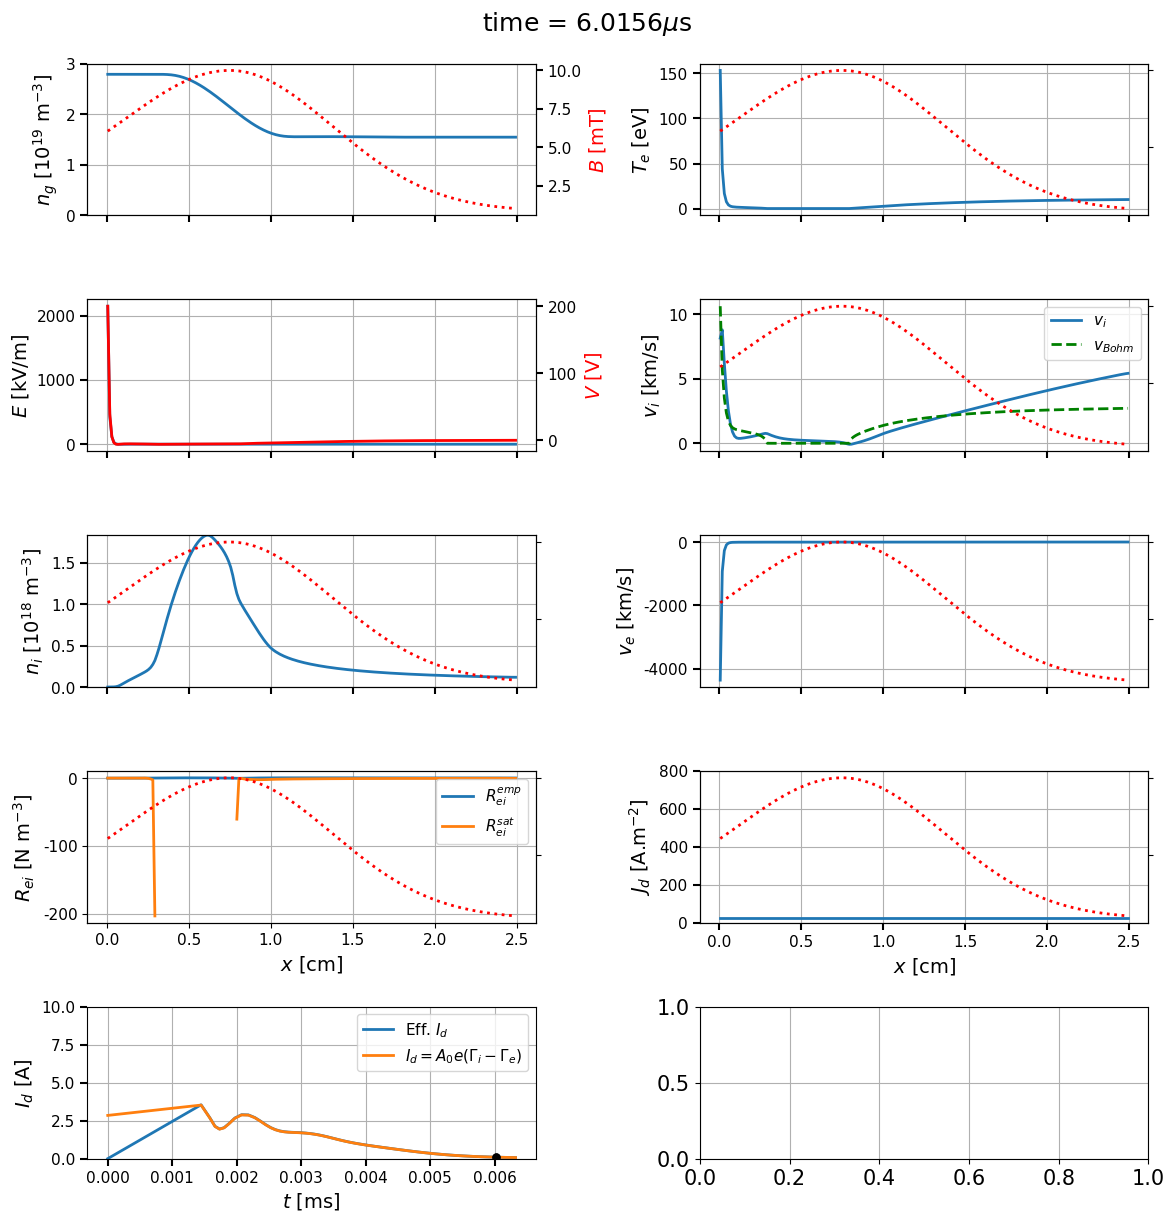 time = 6.0156μs
n_g [10^19 m^−3]
3
2
1
0
10.0
7.5
5.0
2.5
B [mT]
T_e [eV]
150
100
50
0
E [kV/m]
2000
1000
0
200
100
0
V [V]
v_i [km/s]
10
5
0
v_i
v_Bohm
n_i [10^18 m^−3]
1.5
1.0
0.5
0.0
v_e [km/s]
0
-2000
-4000
R_ei [N m^−3]
0
-100
-200
R_ei^emp
R_ei^sat
0.0 0.5 1.0 1.5 2.0 2.5
x [cm]
J_d [A.m^−2]
800
600
400
200
0
0.0 0.5 1.0 1.5 2.0 2.5
x [cm]
I_d [A]
10.0
7.5
5.0
2.5
0.0
Eff. I_d
I_d = A_0e(Γ_i − Γ_e)
0.000 0.001 0.002 0.003 0.004 0.005 0.006
t [ms]
1.0
0.5
0.0
0.0 0.2 0.4 0.6 0.8 1.0